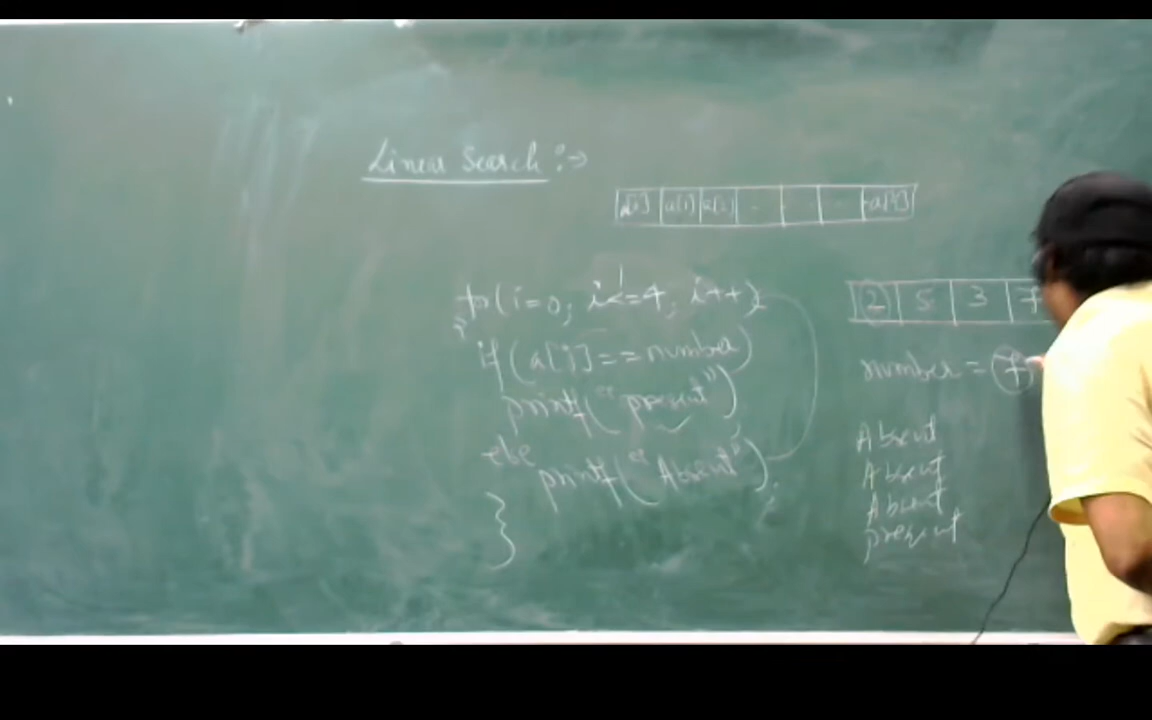 Linear Search :→
a[0] a[1] a[2] . . .
for(i=0; i<=4; i++)
{
if (a[i]==number)
printf("present");
else printf("Absent");
}
2 5 3 7
number = 7
Absent
Absent
Absent
present